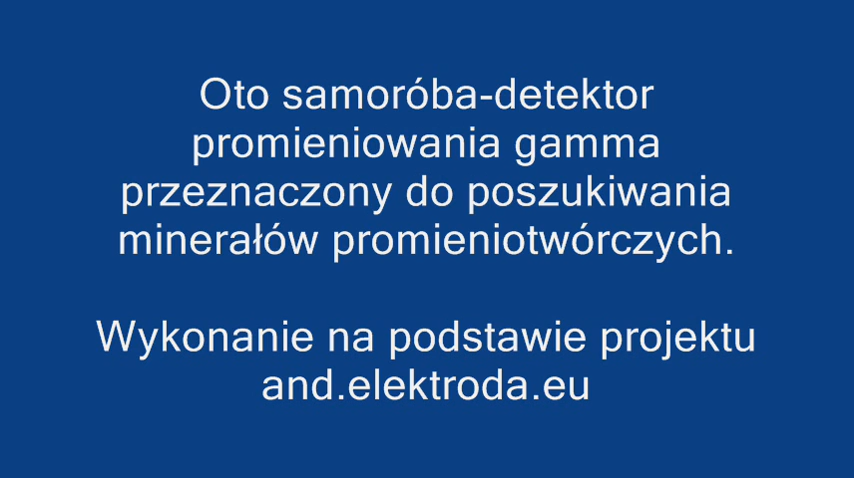 Oto samoróba-detektor
promieniowania gamma
przeznaczony do poszukiwania
minerałów promieniotwórczych.
Wykonanie na podstawie projektu
and.elektroda.eu